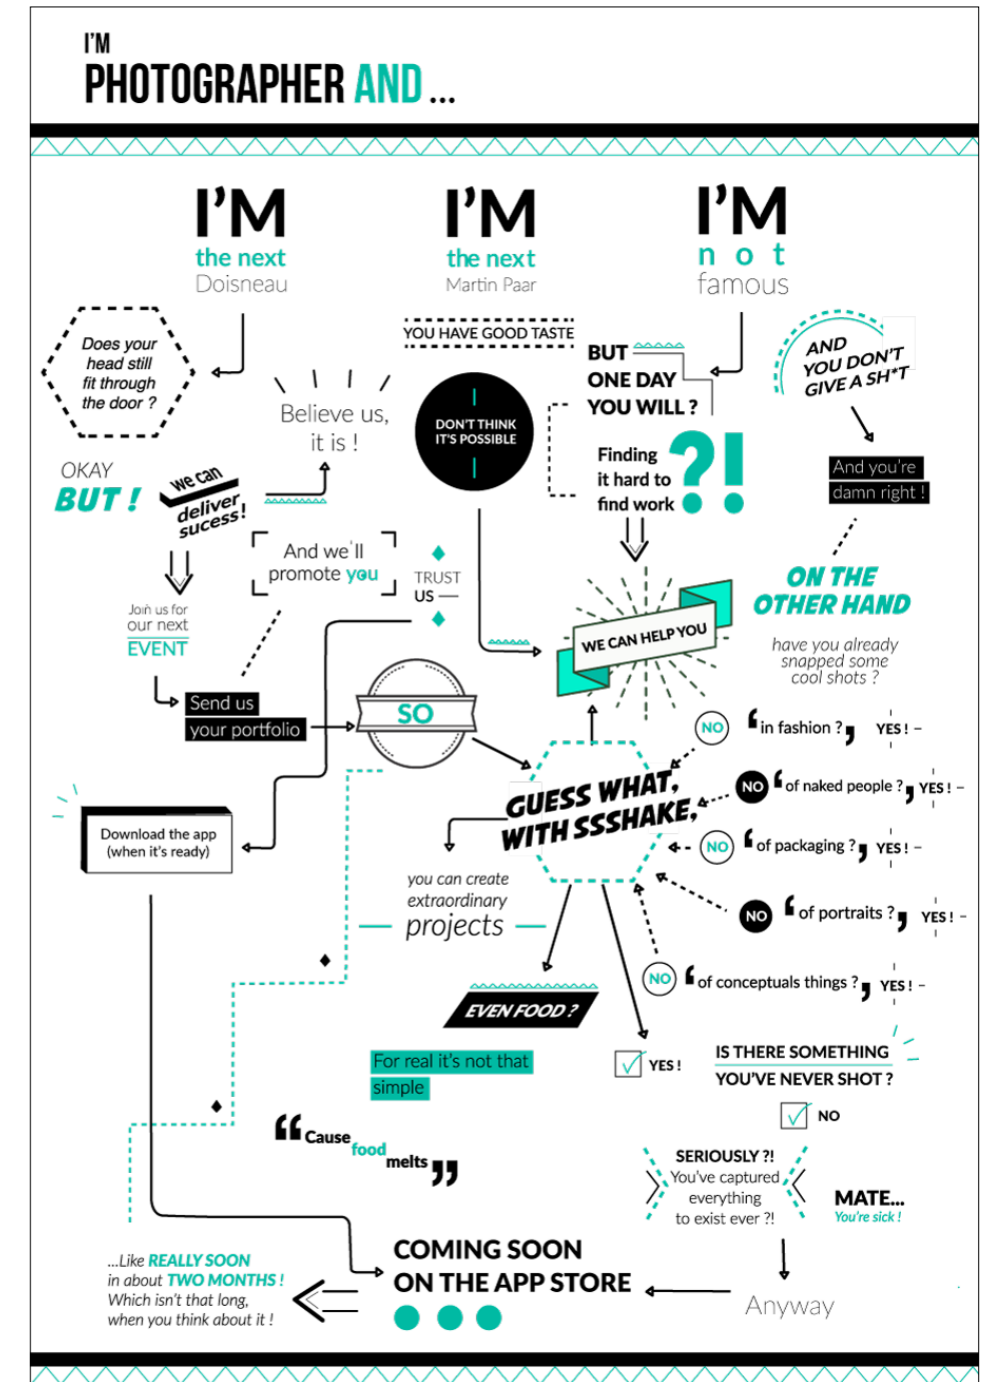 I'M
PHOTOGRAPHER AND ...
I'M
the next
Doisneau
I'M
the next
Martin Paar
I'M
not
famous
Does your
head still
fit through
the door ?
YOU HAVE GOOD TASTE
BUT
ONE DAY
YOU WILL ?
AND
YOU DON'T
GIVE A SH*T
Believe us,
it is !
DON'T THINK
IT'S POSSIBLE
Finding
it hard to
find work
?!
And you're
damn right !
OKAY
BUT !
we can
deliver
sucess!
And we'll
promote you
TRUST
US
ON THE
OTHER HAND
have you already
snapped some
cool shots ?
Join us for
our next
EVENT
WE CAN HELP YOU
Send us
your portfolio
SO
NO ‘in fashion ?, YES !
NO ‘of naked people ?, YES !
NO ‘of packaging ?, YES !
NO ‘of portraits ?, YES !
NO ‘of conceptuals things ?, YES !
GUESS WHAT,
WITH SSSHAKE,
Download the app
(when it's ready)
you can create
extraordinary
projects
EVEN FOOD ?
For real it's not that
simple
YES !
IS THERE SOMETHING
YOU'VE NEVER SHOT ?
NO
“Cause
food
melts”
SERIOUSLY ?!
You've captured
everything
to exist ever ?!
MATE...
You're sick !
...Like REALLY SOON
in about TWO MONTHS !
Which isn't that long,
when you think about it !
COMING SOON
ON THE APP STORE
Anyway